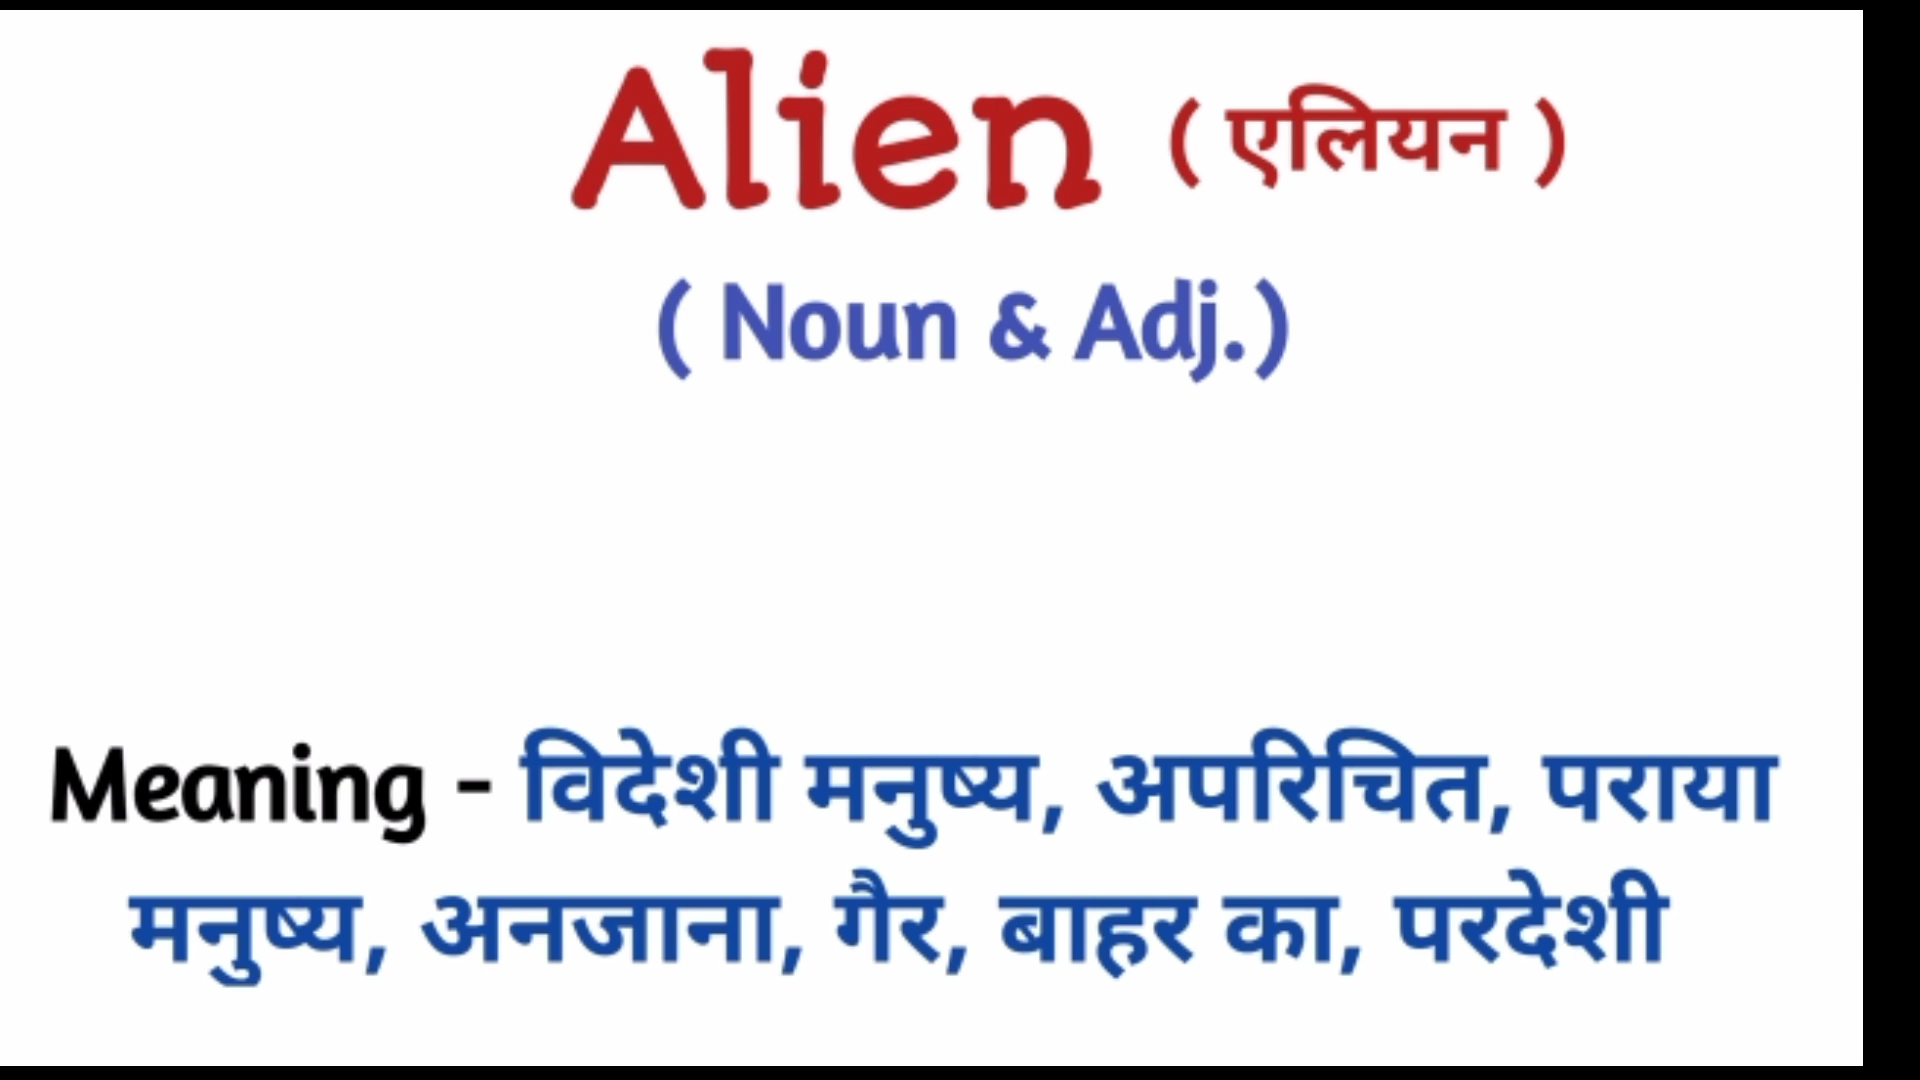 Alien ( एलियन )
( Noun & Adj.)
Meaning - विदेशी मनुष्य, अपरिचित, पराया
मनुष्य, अनजाना, गैर, बाहर का, परदेशी